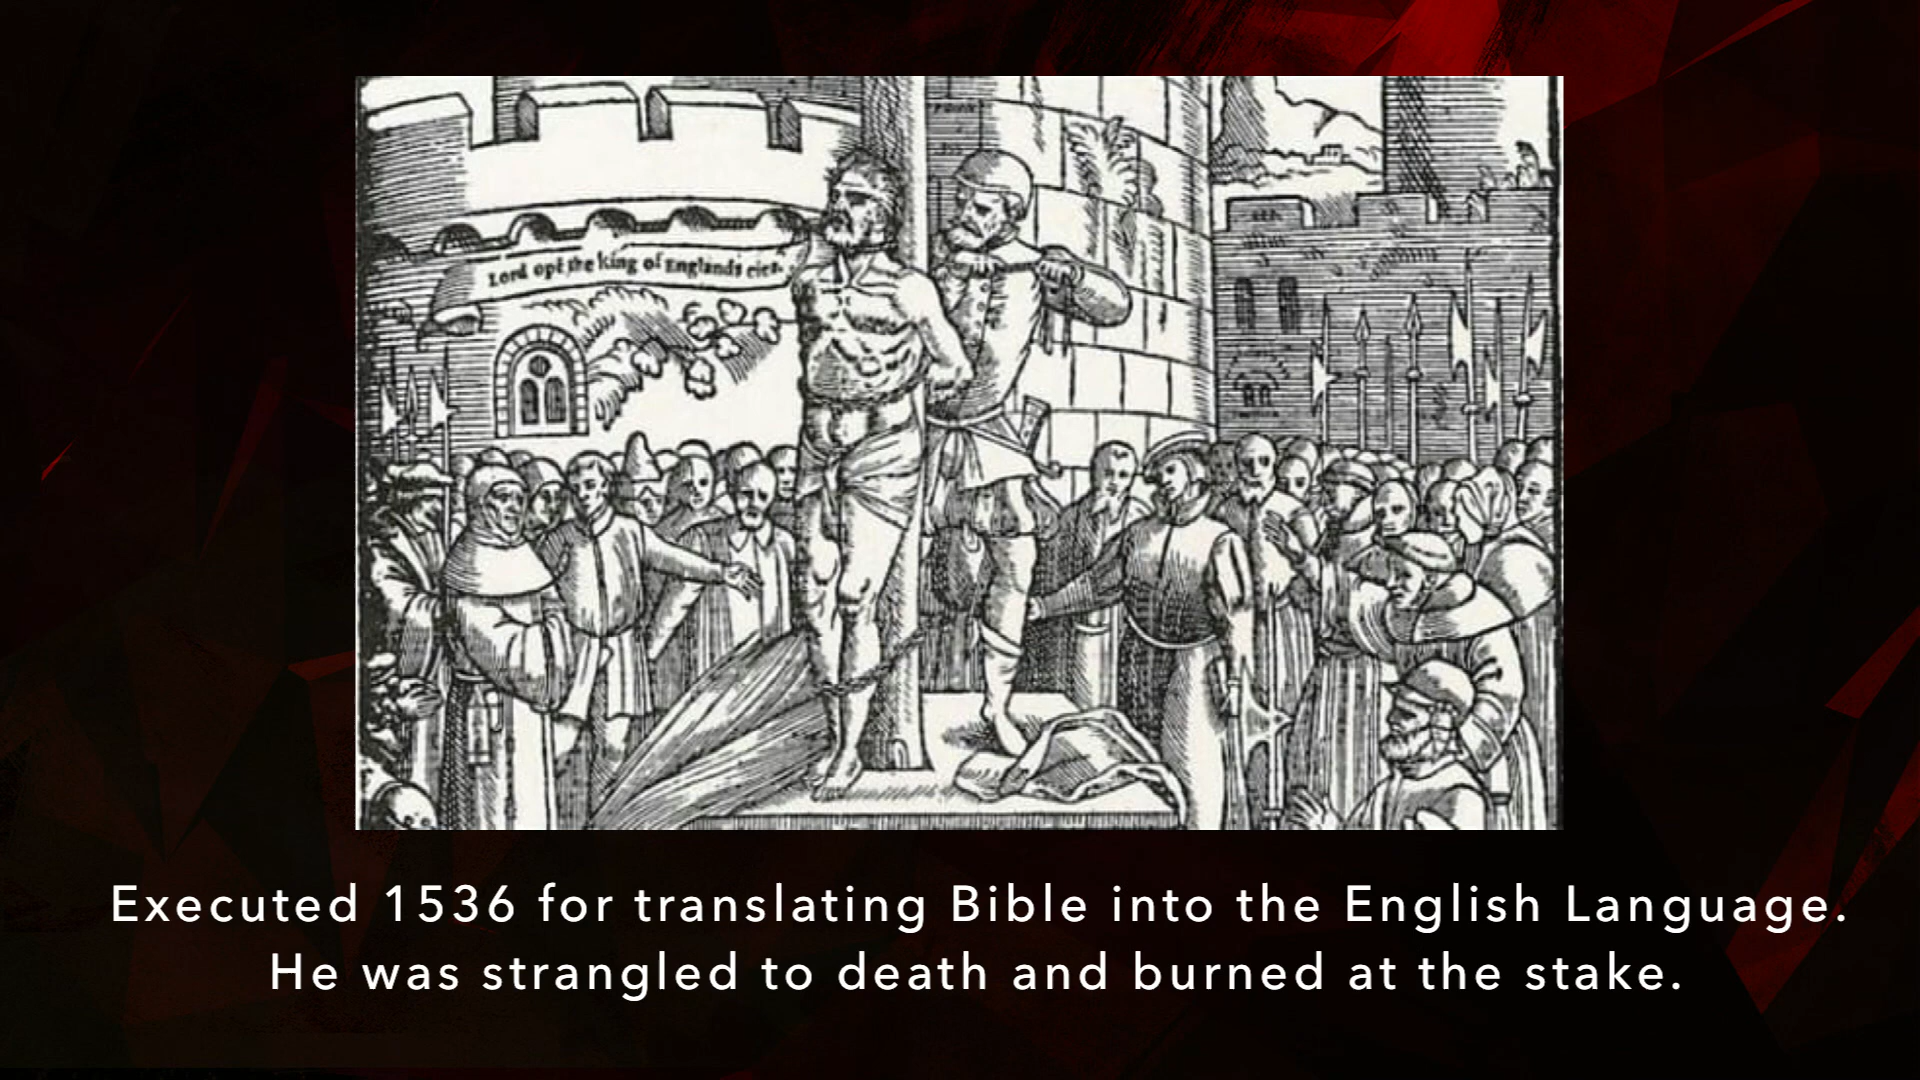 Lord opē the king of Englands eies.
Executed 1536 for translating Bible into the English Language.
He was strangled to death and burned at the stake.